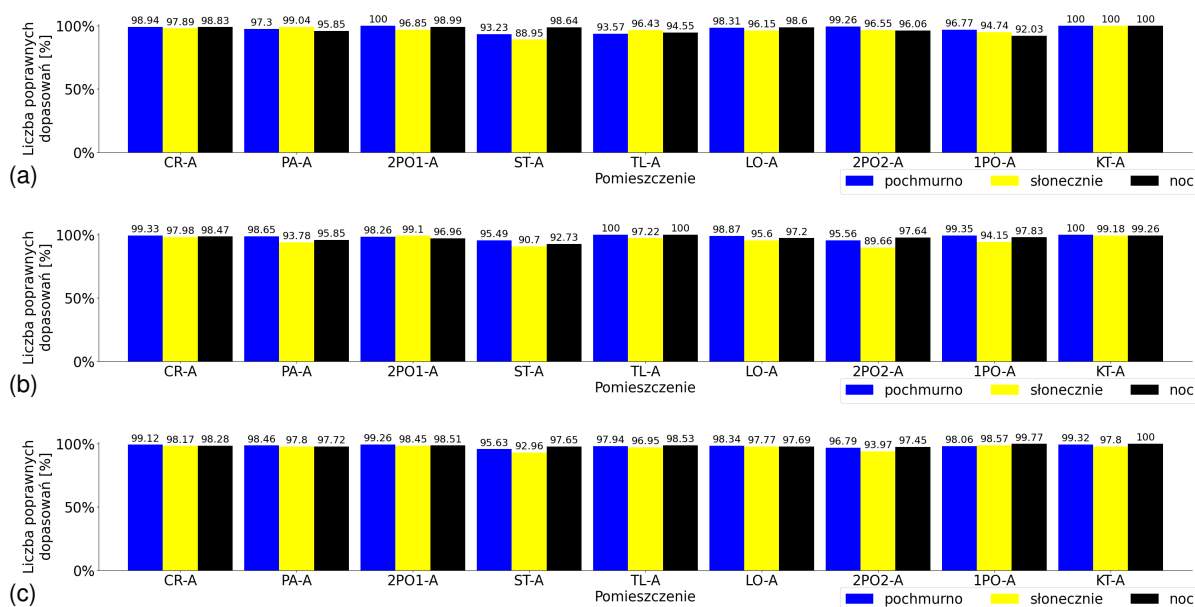 98.94 97.89 98.83 97.3 99.04 95.85 100 96.85 98.99 93.23 88.95 98.64 93.57 96.43 94.55 98.31 96.15 98.6 99.26 96.55 96.06 96.77 94.74 92.03 100 100 100
Liczba poprawnych
dopasowań [%]
100%
50%
0%
CR-A PA-A 2PO1-A ST-A TL-A LO-A 2PO2-A 1PO-A KT-A
(a)
Pomieszczenie
pochmurno słonecznie noc
99.33 97.98 98.47 98.65 93.78 95.85 98.26 99.1 96.96 95.49 90.7 92.73 100 97.22 100 98.87 95.6 97.2 95.56 89.66 97.64 99.35 94.15 97.83 100 99.18 99.26
Liczba poprawnych
dopasowań [%]
100%
50%
0%
CR-A PA-A 2PO1-A ST-A TL-A LO-A 2PO2-A 1PO-A KT-A
(b)
Pomieszczenie
pochmurno słonecznie noc
99.12 98.17 98.28 98.46 97.8 97.72 99.26 98.45 98.51 95.63 92.96 97.65 97.94 96.95 98.53 98.34 97.77 97.69 96.79 93.97 97.45 98.06 98.57 99.77 99.32 97.8 100
Liczba poprawnych
dopasowań [%]
100%
50%
0%
CR-A PA-A 2PO1-A ST-A TL-A LO-A 2PO2-A 1PO-A KT-A
(c)
Pomieszczenie
pochmurno słonecznie noc